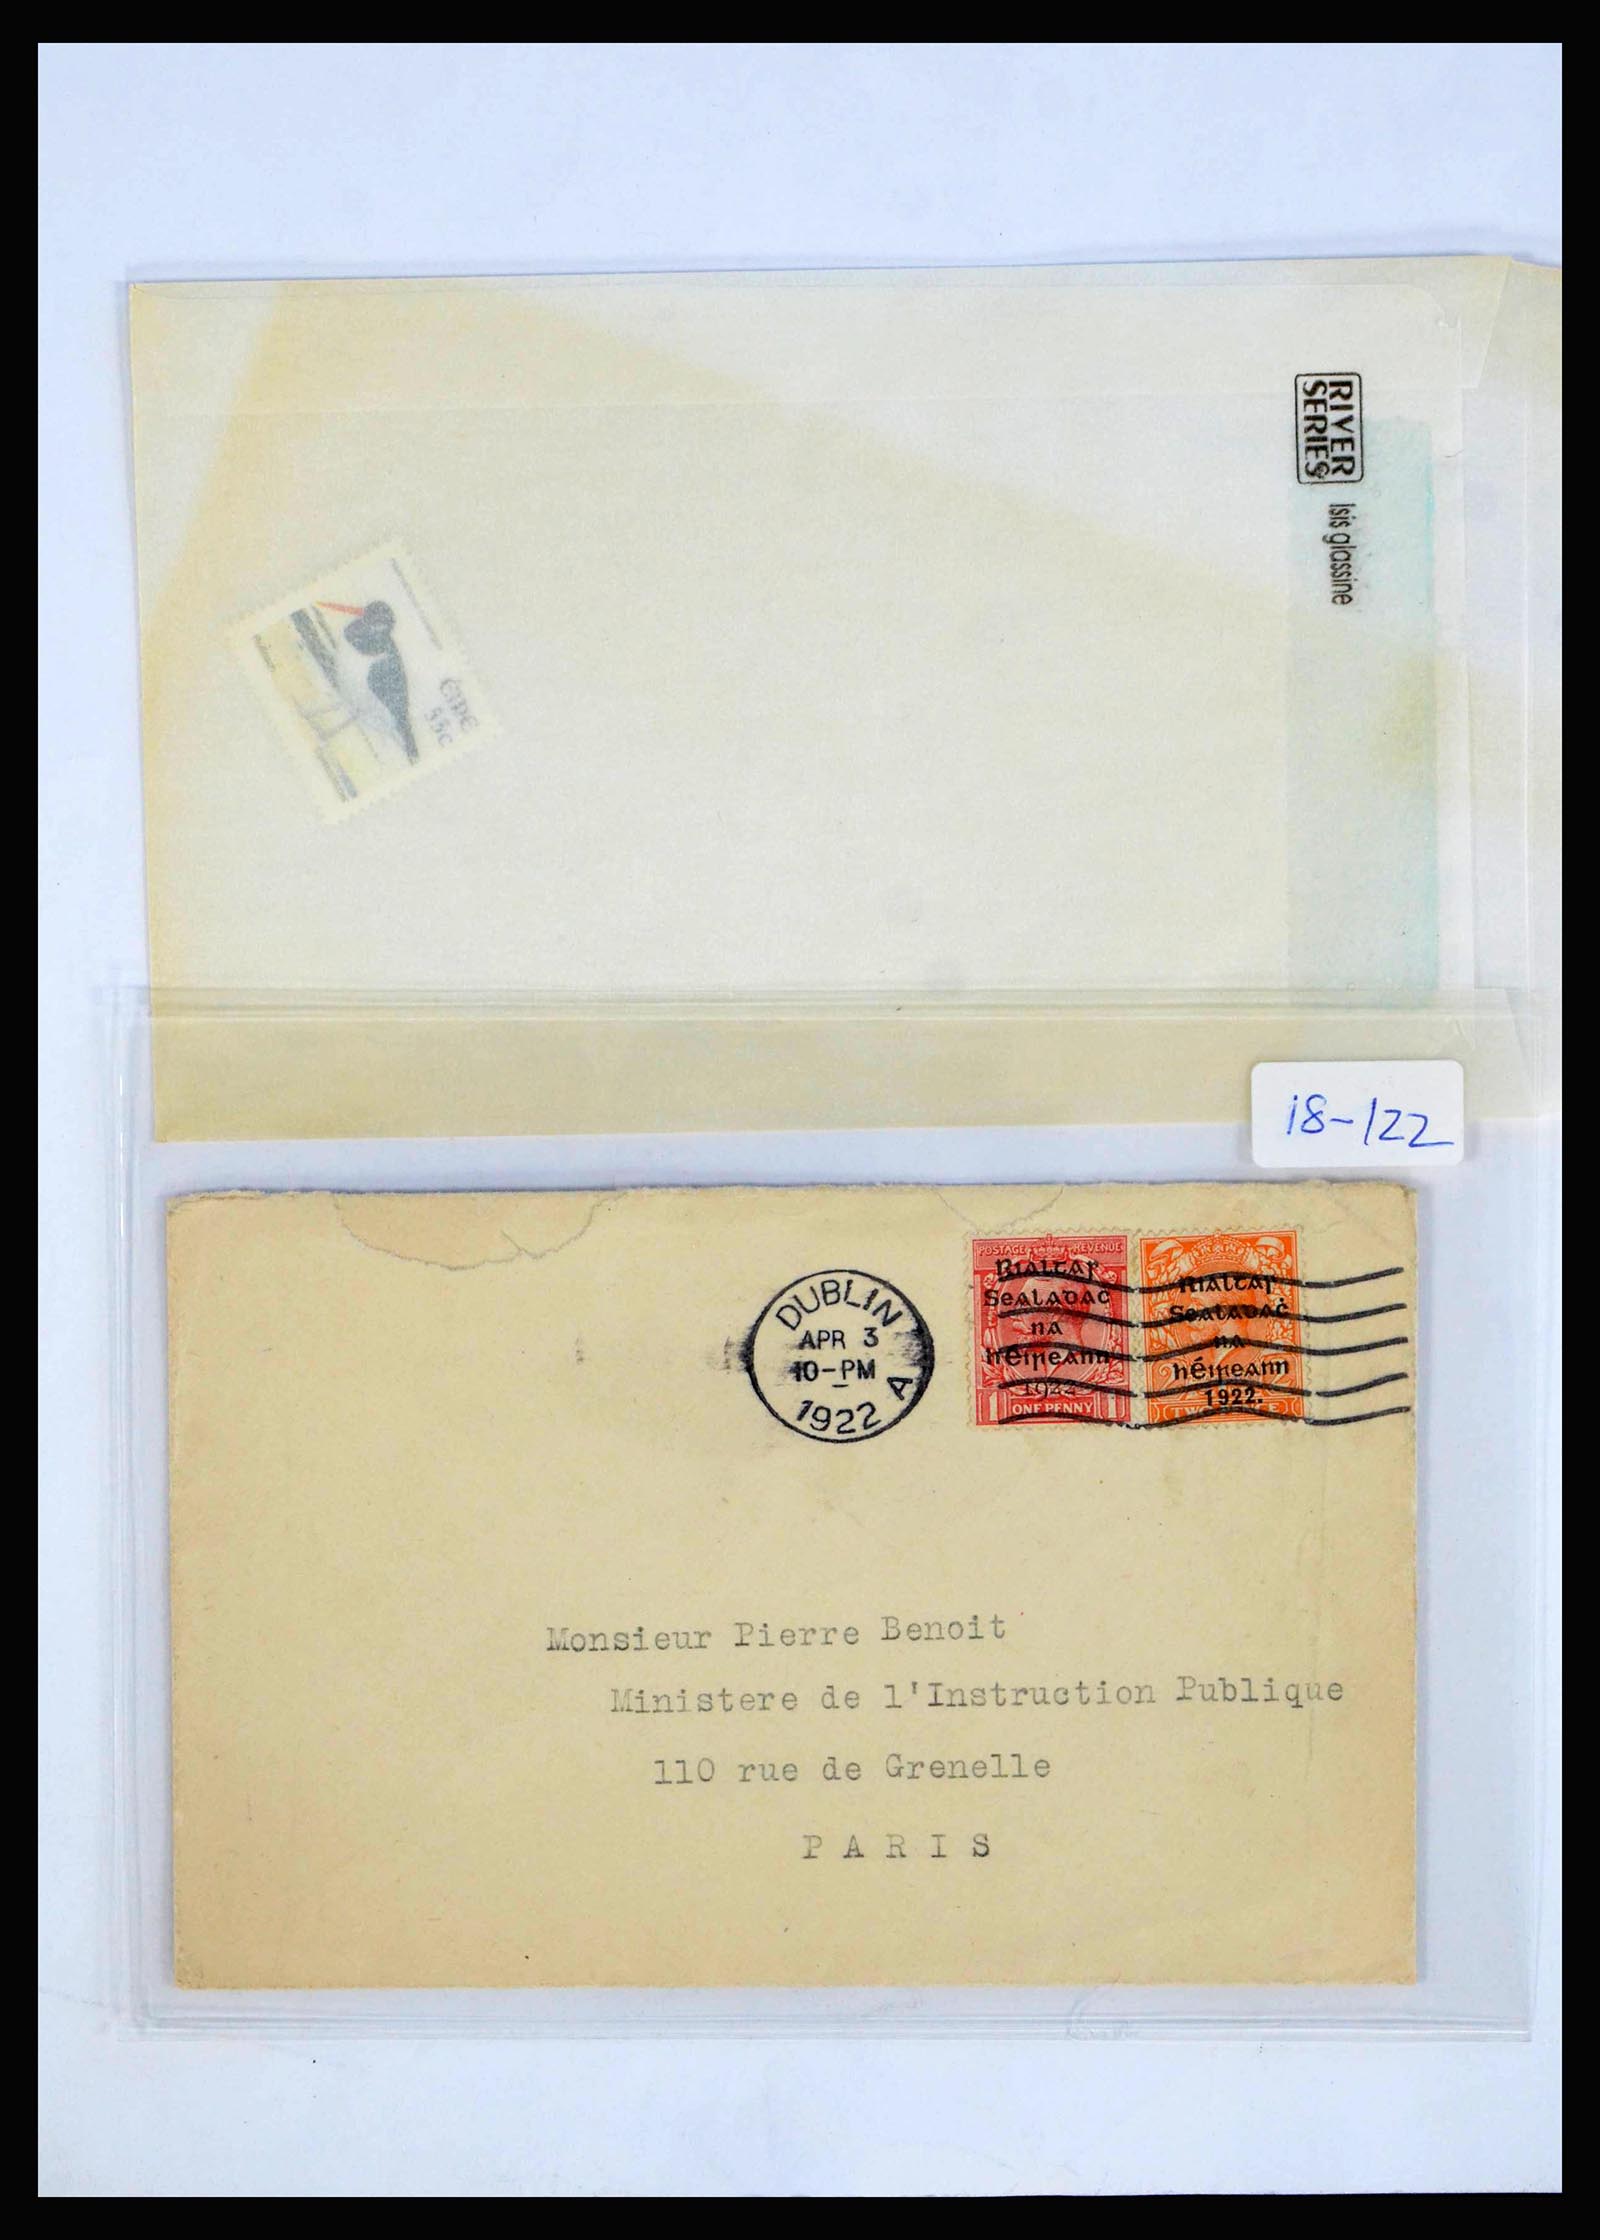 RIVER
SERIES
Isis glassine
éIRe
55c
18-122
DUBLIN
APR 3
10-PM
1922
A
POSTAGE REVENUE
Rialtas
Sealadaċ
na
hÉireann
1922
ONE PENNY
Rialtas
Sealadaċ
na
hÉireann
1922.
Monsieur Pierre Benoit
Ministere de l'Instruction Publique
110 rue de Grenelle
PARIS